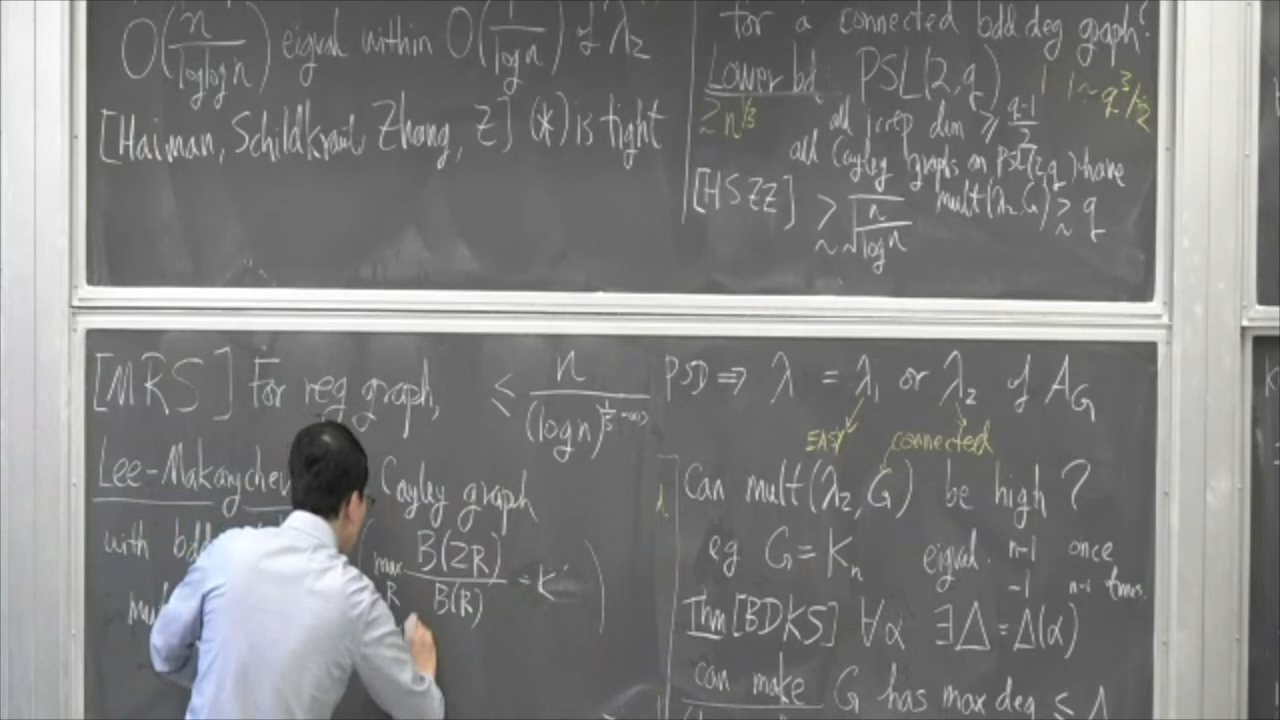 O(n/loglog n) eigval within O(1/log n) of λ₂
[Haiman, Schildkraut, Zhang, Z] (*) is tight
for a connected bdd deg graph?
Lower bd: PSL(2,q) | | ~ q³/2
≳ n^{1/3} all irrep dim ≥ (q-1)/2
all Cayley graphs on PSL(2,q) have
mult(λ₂, G) ≳ q
[HSZZ] ≳ √(n/log n)
[MRS] For reg graph, ≤ n/(log n)^{1/5-o(1)}
Lee-Makarychev Cayley graph
with bdd
( max_R B(2R)/B(R) = K )
PSD ⇒ λ = λ₁ or λ₂ of A_G
EASY connected
Can mult(λ₂, G) be high?
eg G = Kₙ eigval. n-1 once
-1 n-1 times
Thm [BDKS] ∀α ∃Δ = Δ(α)
can make G has max deg ≤ Δ